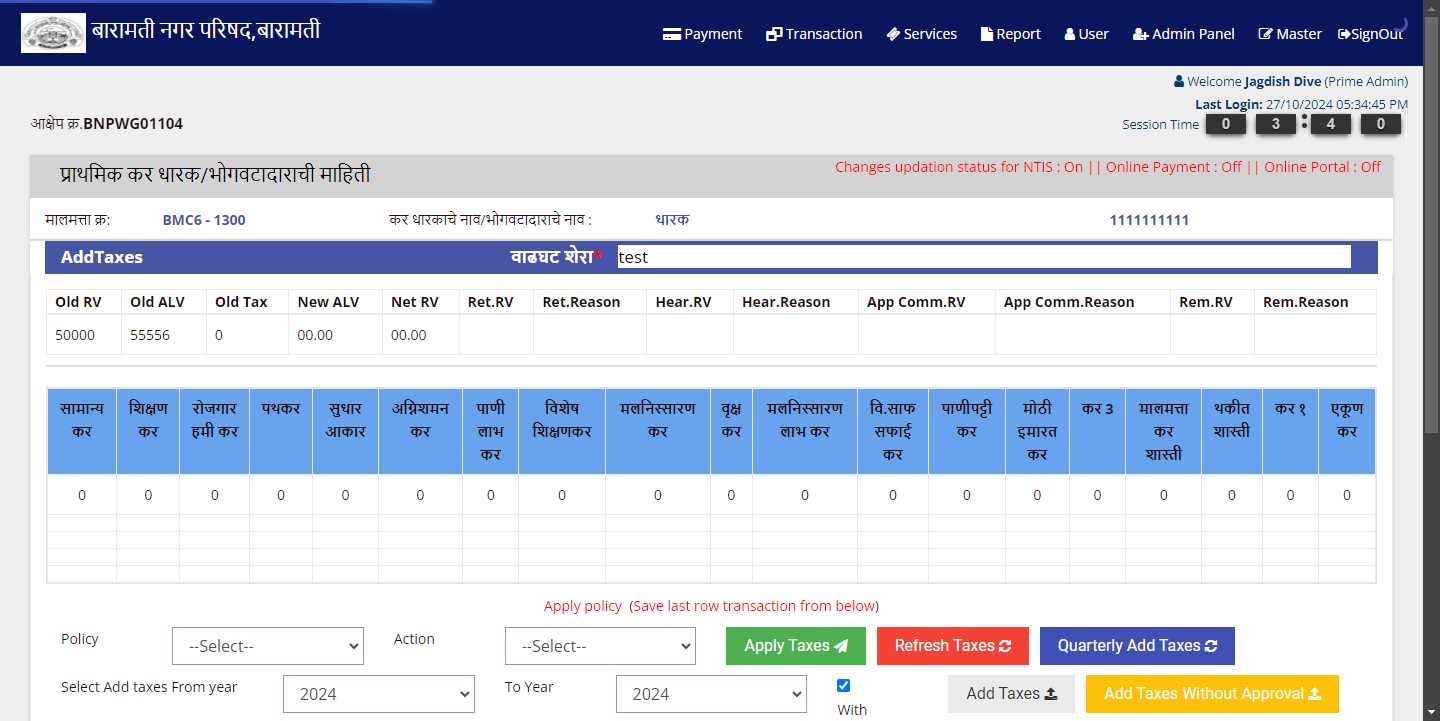 बारामती नगर परिषद,बारामती
Payment Transaction Services Report User Admin Panel Master SignOut
Welcome Jagdish Dive (Prime Admin)
Last Login: 27/10/2024 05:34:45 PM
आक्षेप क्र.BNPWG01104
Session Time 0 3 : 4 0
प्राथमिक कर धारक/भोगवटादाराची माहिती
Changes updation status for NTIS : On || Online Payment : Off || Online Portal : Off
मालमत्ता क्र: BMC6 - 1300 कर धारकाचे नाव/भोगवटादाराचे नाव : धारक 1111111111
AddTaxes वाढघट शेरा* test
Old RV Old ALV Old Tax New ALV Net RV Ret.RV Ret.Reason Hear.RV Hear.Reason App Comm.RV App Comm.Reason Rem.RV Rem.Reason
50000 55556 0 00.00 00.00
सामान्य शिक्षण रोजगार पथकर सुधार अग्निशमन पाणी विशेष मलनिस्सारण वृक्ष मलनिस्सारण वि.साफ पाणीपट्टी मोठी कर 3 मालमत्ता थकीत कर १ एकूण
कर कर हमी कर आकार कर लाभ शिक्षणकर कर कर लाभ कर सफाई कर इमारत कर शास्ती कर
कर कर कर शास्ती
0 0 0 0 0 0 0 0 0 0 0 0 0 0 0 0 0 0 0
Apply policy (Save last row transaction from below)
Policy --Select-- Action --Select-- Apply Taxes Refresh Taxes Quarterly Add Taxes
Select Add taxes From year 2024 To Year 2024 Add Taxes Add Taxes Without Approval
With